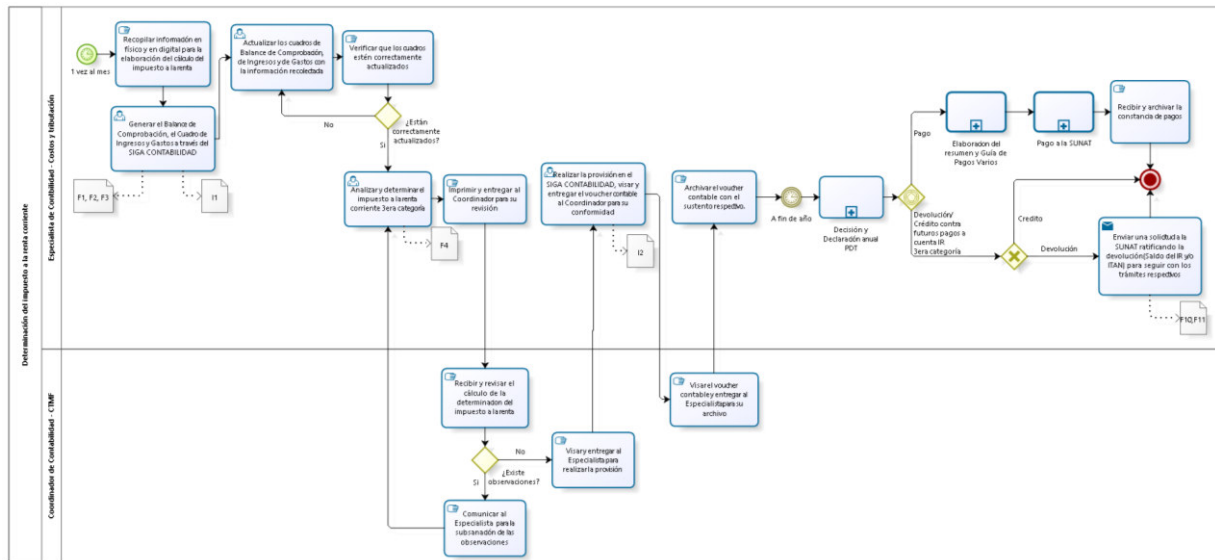 Determinación del impuesto a la renta corriente
Especialista de Contabilidad - Costos y tributación
1 vez al mes
Recopilar información en
físico y en digital para la
elaboración del cálculo del
impuesto a la renta
Generar el Balance de
Comprobación, el Cuadro de
Ingresos y Gastos a través del
SIGA CONTABILIDAD
F1, F2, F3
I1
Actualizar los cuadros de
Balance de Comprobación,
de Ingresos y de Gastos con
la información recolectada
Verificar que los cuadros
estén correctamente
actualizados
No
¿Están
correctamente
actualizados?
Si
Analizar y determinar el
impuesto a la renta
corriente 3era categoría
F4
Imprimir y entregar al
Coordinador para su
revisión
Realizar la provisión en el
SIGA CONTABILIDAD, visar y
entregar el voucher contable
al Coordinador para su
conformidad
I2
Archivar el voucher
contable con el
sustento respectivo.
A fin de año
Decisión y
Declaración anual
PDT
Pago
Elaboracion del
resumen y Guía de
Pagos Varios
Pago a la SUNAT
Recibir y archivar la
constancia de pagos
Devolución/
Crédito contra
futuros pagos a
cuenta IR
3era categoría
Credito
Devolución
Enviar una solicitud a la
SUNAT ratificando la
devolución(Saldo del IR y/o
ITAN) para seguir con los
trámites respectivos
F10,F11
Coordinador de Contabilidad - CTMF
Recibir y revisar el
cálculo de la
determinacion del
impuesto a la renta
No
¿Existe
observaciones?
Si
Comunicar al
Especialista para la
subsanación de las
observaciones
Visar y entregar al
Especialista para
realizar la provisión
Visar el voucher
contable y entregar al
Especialista para su
archivo